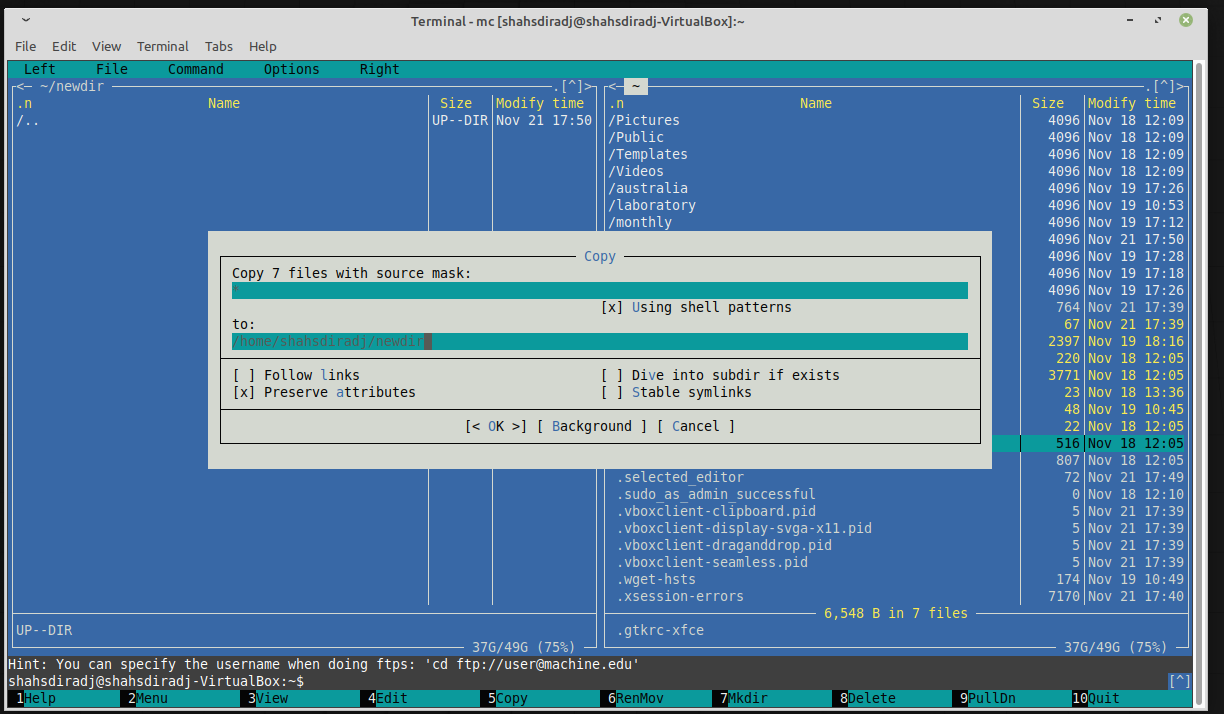 Terminal - mc [shahsdiradj@shahsdiradj-VirtualBox]:~
File Edit View Terminal Tabs Help
Left File Command Options Right
<─ ~/newdir .[^]> <─ ~ .[^]>
.n Name Size Modify time .n Name Size Modify time
/.. UP--DIR Nov 21 17:50 /Pictures 4096 Nov 18 12:09
/Public 4096 Nov 18 12:09
/Templates 4096 Nov 18 12:09
/Videos 4096 Nov 18 12:09
/australia 4096 Nov 19 17:26
/laboratory 4096 Nov 19 10:53
/monthly 4096 Nov 19 17:12
4096 Nov 21 17:50
Copy 4096 Nov 19 17:28
Copy 7 files with source mask: 4096 Nov 19 17:18
* 4096 Nov 19 17:26
[x] Using shell patterns 764 Nov 21 17:39
to: 67 Nov 21 17:39
/home/shahsdiradj/newdir 2397 Nov 19 18:16
220 Nov 18 12:05
[ ] Follow links [ ] Dive into subdir if exists 3771 Nov 18 12:05
[x] Preserve attributes [ ] Stable symlinks 23 Nov 18 13:36
48 Nov 19 10:45
[< OK >] [ Background ] [ Cancel ] 22 Nov 18 12:05
516 Nov 18 12:05
807 Nov 18 12:05
.selected_editor 72 Nov 21 17:49
.sudo_as_admin_successful 0 Nov 18 12:10
.vboxclient-clipboard.pid 5 Nov 21 17:39
.vboxclient-display-svga-x11.pid 5 Nov 21 17:39
.vboxclient-draganddrop.pid 5 Nov 21 17:39
.vboxclient-seamless.pid 5 Nov 21 17:39
.wget-hsts 174 Nov 19 10:49
.xsession-errors 7170 Nov 21 17:40
6,548 B in 7 files
UP--DIR .gtkrc-xfce
37G/49G (75%) 37G/49G (75%)
Hint: You can specify the username when doing ftps: 'cd ftp://user@machine.edu'
shahsdiradj@shahsdiradj-VirtualBox:~$ [^]
1Help 2Menu 3View 4Edit 5Copy 6RenMov 7Mkdir 8Delete 9PullDn 10Quit